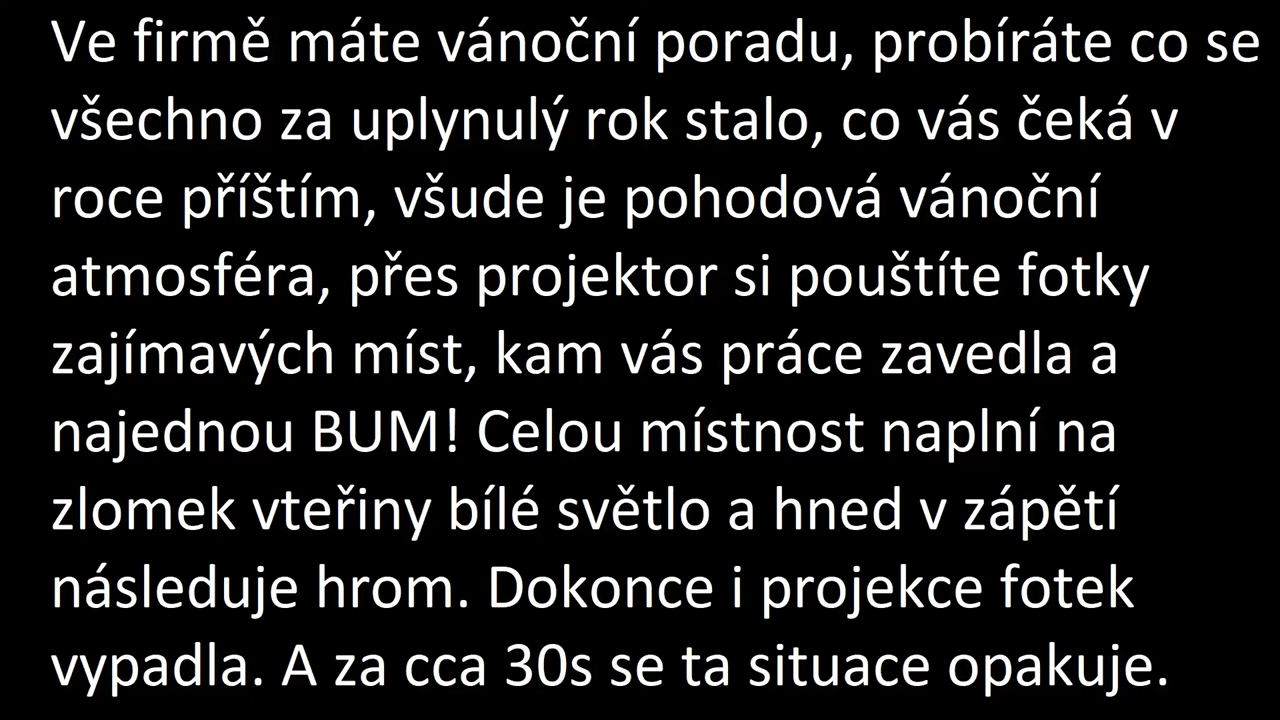 Ve firmě máte vánoční poradu, probíráte co se
všechno za uplynulý rok stalo, co vás čeká v
roce příštím, všude je pohodová vánoční
atmosféra, přes projektor si pouštíte fotky
zajímavých míst, kam vás práce zavedla a
najednou BUM! Celou místnost naplní na
zlomek vteřiny bílé světlo a hned v zápětí
následuje hrom. Dokonce i projekce fotek
vypadla. A za cca 30s se ta situace opakuje.